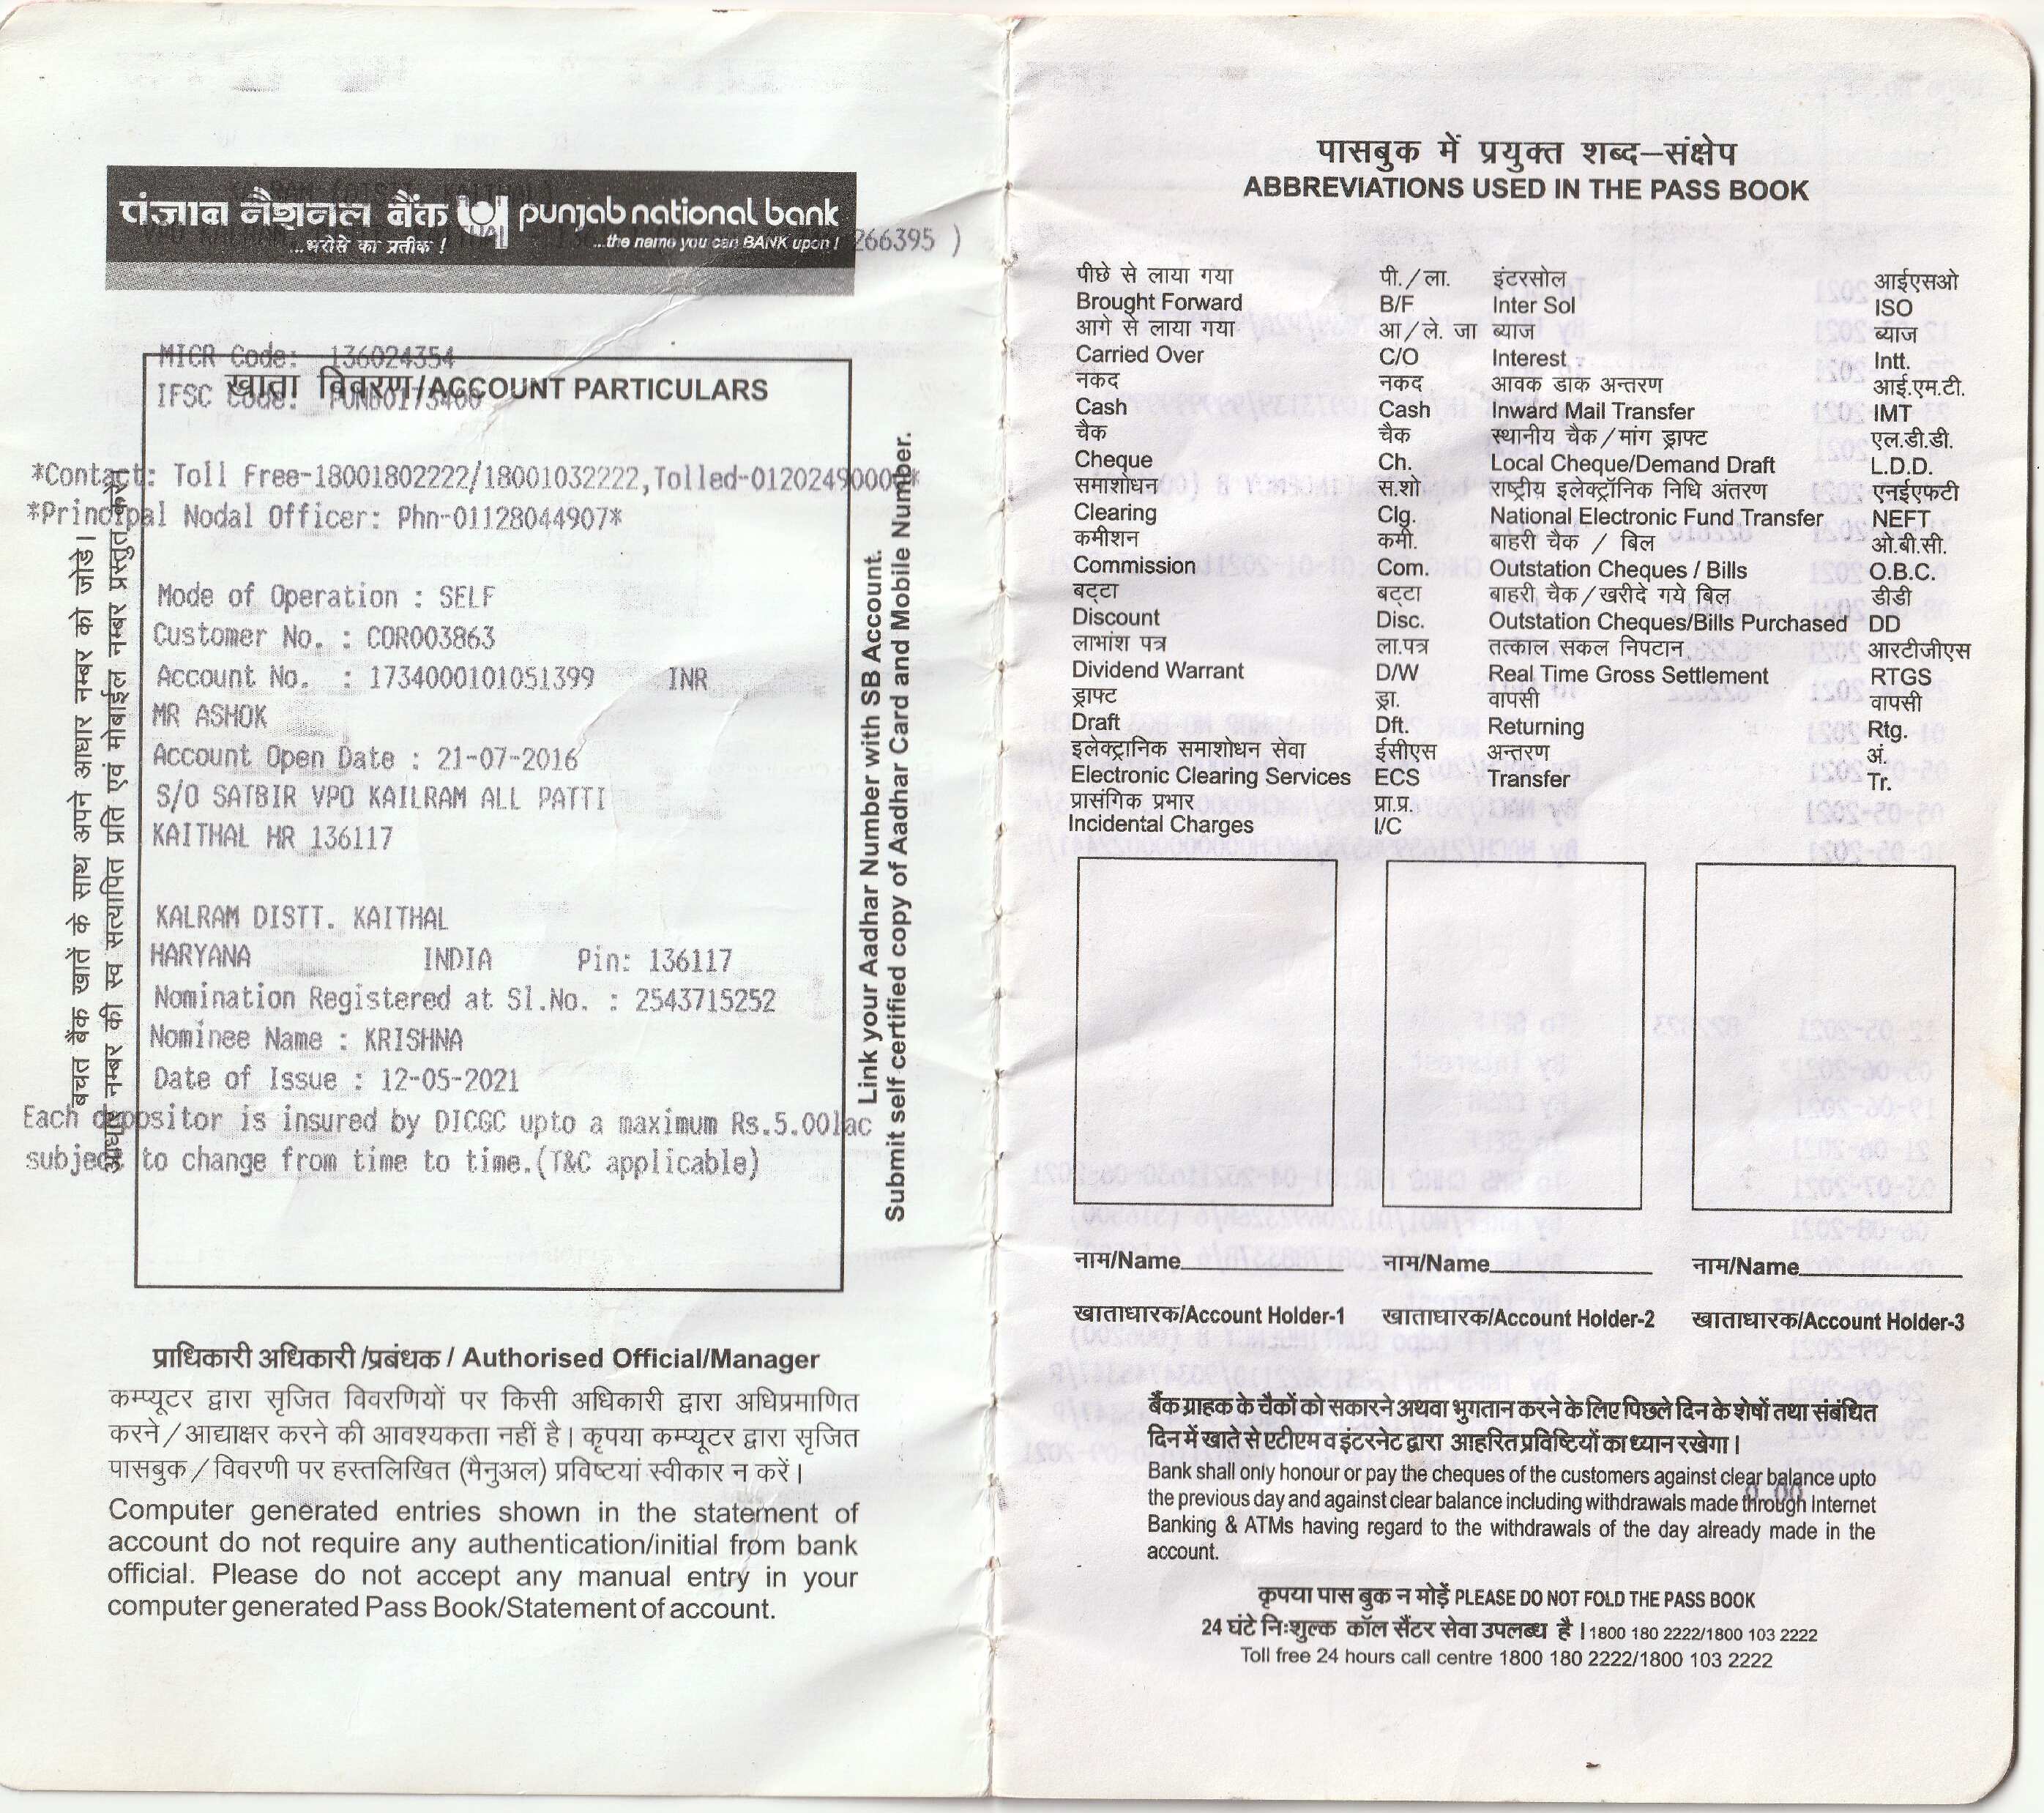 KALRAM (DISTT. KAITHAL)
पंजाब नैशनल बैंक punjab national bank
...भरोसे का प्रतीक ! ...the name you can BANK upon !
266395 )
MICR Code: 136024354
खाता विवरण/ACCOUNT PARTICULARS
IFSC Code: PUNB0173400
*Contact: Toll Free-18001802222/18001032222,Tolled-01202490000*
*Principal Nodal Officer: Phn-01128044907*
Mode of Operation : SELF
Customer No. : COR003863
Account No. : 1734000101051399 INR
MR ASHOK
Account Open Date : 21-07-2016
S/O SATBIR VPO KAILRAM ALL PATTI
KAITHAL HR 136117
KALRAM DISTT. KAITHAL
HARYANA INDIA Pin: 136117
Nomination Registered at Sl.No. : 2543715252
Nominee Name : KRISHNA
Date of Issue : 12-05-2021
Each depositor is insured by DICGC upto a maximum Rs.5.00lac
subject to change from time to time.(T&C applicable)
बचत बैंक खातें के साथ अपने आधार नम्बर को जोडे।
आधार नम्बर की स्व सत्यापित प्रति एवं मोबाईल नम्बर प्रस्तुत करें।
Link your Aadhar Number with SB Account.
Submit self certified copy of Aadhar Card and Mobile Number.
प्राधिकारी अधिकारी /प्रबंधक / Authorised Official/Manager
कम्प्यूटर द्वारा सृजित विवरणियों पर किसी अधिकारी द्वारा अधिप्रमाणित
करने / आद्याक्षर करने की आवश्यकता नहीं है। कृपया कम्प्यूटर द्वारा सृजित
पासबुक / विवरणी पर हस्तलिखित (मैनुअल) प्रविष्टयां स्वीकार न करें।
Computer generated entries shown in the statement of
account do not require any authentication/initial from bank
official. Please do not accept any manual entry in your
computer generated Pass Book/Statement of account.
पासबुक में प्रयुक्त शब्द–संक्षेप
ABBREVIATIONS USED IN THE PASS BOOK
पीछे से लाया गया पी. / ला. इंटरसोल आईएसओ
Brought Forward B/F Inter Sol ISO
आगे से लाया गया आ / ले. जा ब्याज ब्याज
Carried Over C/O Interest Intt.
नकद नकद आवक डाक अन्तरण आई.एम.टी.
Cash Cash Inward Mail Transfer IMT
चैक चैक स्थानीय चैक / मांग ड्राफ्ट एल.डी.डी.
Cheque Ch. Local Cheque/Demand Draft L.D.D.
समाशोधन स.शो राष्ट्रीय इलेक्ट्रॉनिक निधि अंतरण एनईएफटी
Clearing Clg. National Electronic Fund Transfer NEFT
कमीशन कमी. बाहरी चैक / बिल ओ.बी.सी.
Commission Com. Outstation Cheques / Bills O.B.C.
बट्टा बट्टा बाहरी चैक / खरीदे गये बिल डीडी
Discount Disc. Outstation Cheques/Bills Purchased DD
लाभांश पत्र ला.पत्र तत्काल सकल निपटान आरटीजीएस
Dividend Warrant D/W Real Time Gross Settlement RTGS
ड्राफ्ट ड्रा. वापसी वापसी
Draft Dft. Returning Rtg.
इलेक्ट्रानिक समाशोधन सेवा ईसीएस अन्तरण अं.
Electronic Clearing Services ECS Transfer Tr.
प्रासंगिक प्रभार प्रा.प्र.
Incidental Charges I/C
नाम/Name नाम/Name नाम/Name
खाताधारक/Account Holder-1 खाताधारक/Account Holder-2 खाताधारक/Account Holder-3
बैंक ग्राहक के चैकों को सकारने अथवा भुगतान करने के लिए पिछले दिन के शेषों तथा संबंधित
दिन में खाते से एटीएम व इंटरनेट द्वारा आहरित प्रविष्टियों का ध्यान रखेगा।
Bank shall only honour or pay the cheques of the customers against clear balance upto
0.00
the previous day and against clear balance including withdrawals made through Internet
Banking & ATMs having regard to the withdrawals of the day already made in the
account.
कृपया पास बुक न मोड़ें PLEASE DO NOT FOLD THE PASS BOOK
24 घंटे निःशुल्क कॉल सैंटर सेवा उपलब्ध है । 1800 180 2222/1800 103 2222
Toll free 24 hours call centre 1800 180 2222/1800 103 2222